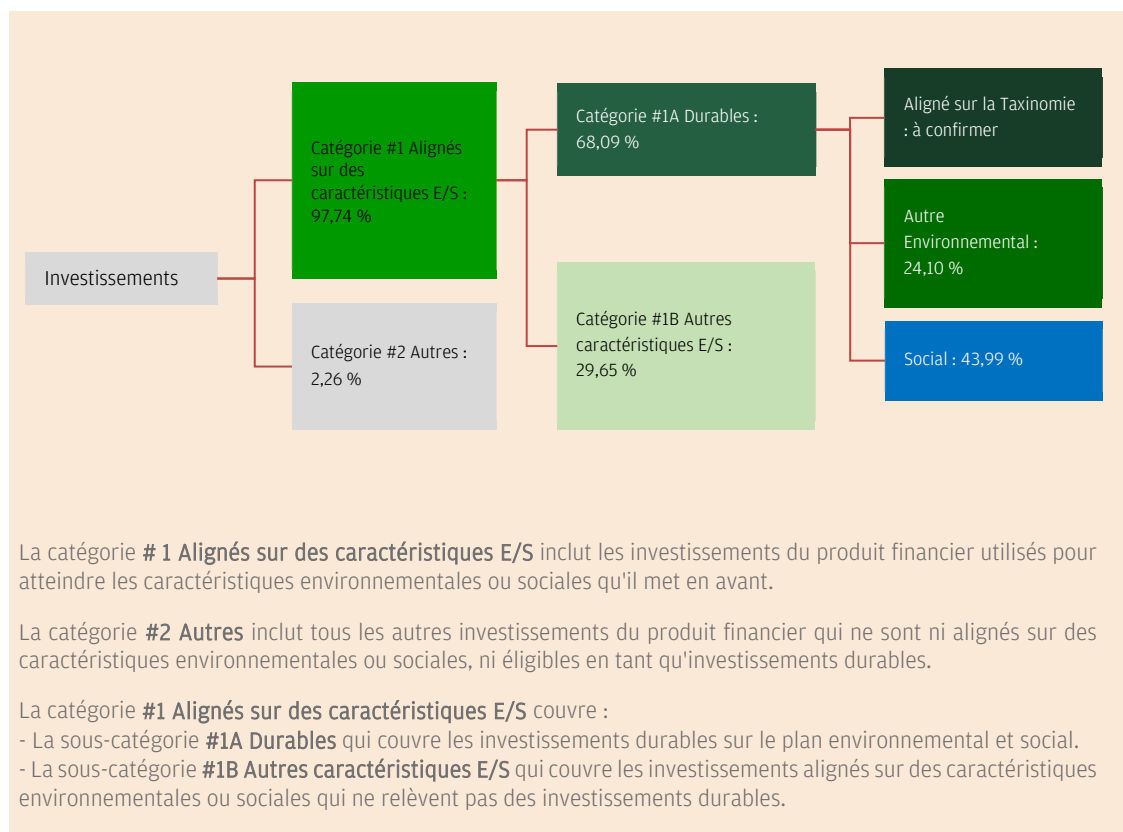 Investissements
Catégorie #1 Alignés
sur des
caractéristiques E/S :
97,74 %
Catégorie #2 Autres :
2,26 %
Catégorie #1A Durables :
68,09 %
Catégorie #1B Autres
caractéristiques E/S :
29,65 %
Aligné sur la Taxinomie
: à confirmer
Autre
Environnemental :
24,10 %
Social : 43,99 %
La catégorie # 1 Alignés sur des caractéristiques E/S inclut les investissements du produit financier utilisés pour
atteindre les caractéristiques environnementales ou sociales qu'il met en avant.
La catégorie #2 Autres inclut tous les autres investissements du produit financier qui ne sont ni alignés sur des
caractéristiques environnementales ou sociales, ni éligibles en tant qu'investissements durables.
La catégorie #1 Alignés sur des caractéristiques E/S couvre :
- La sous-catégorie #1A Durables qui couvre les investissements durables sur le plan environnemental et social.
- La sous-catégorie #1B Autres caractéristiques E/S qui couvre les investissements alignés sur des caractéristiques
environnementales ou sociales qui ne relèvent pas des investissements durables.